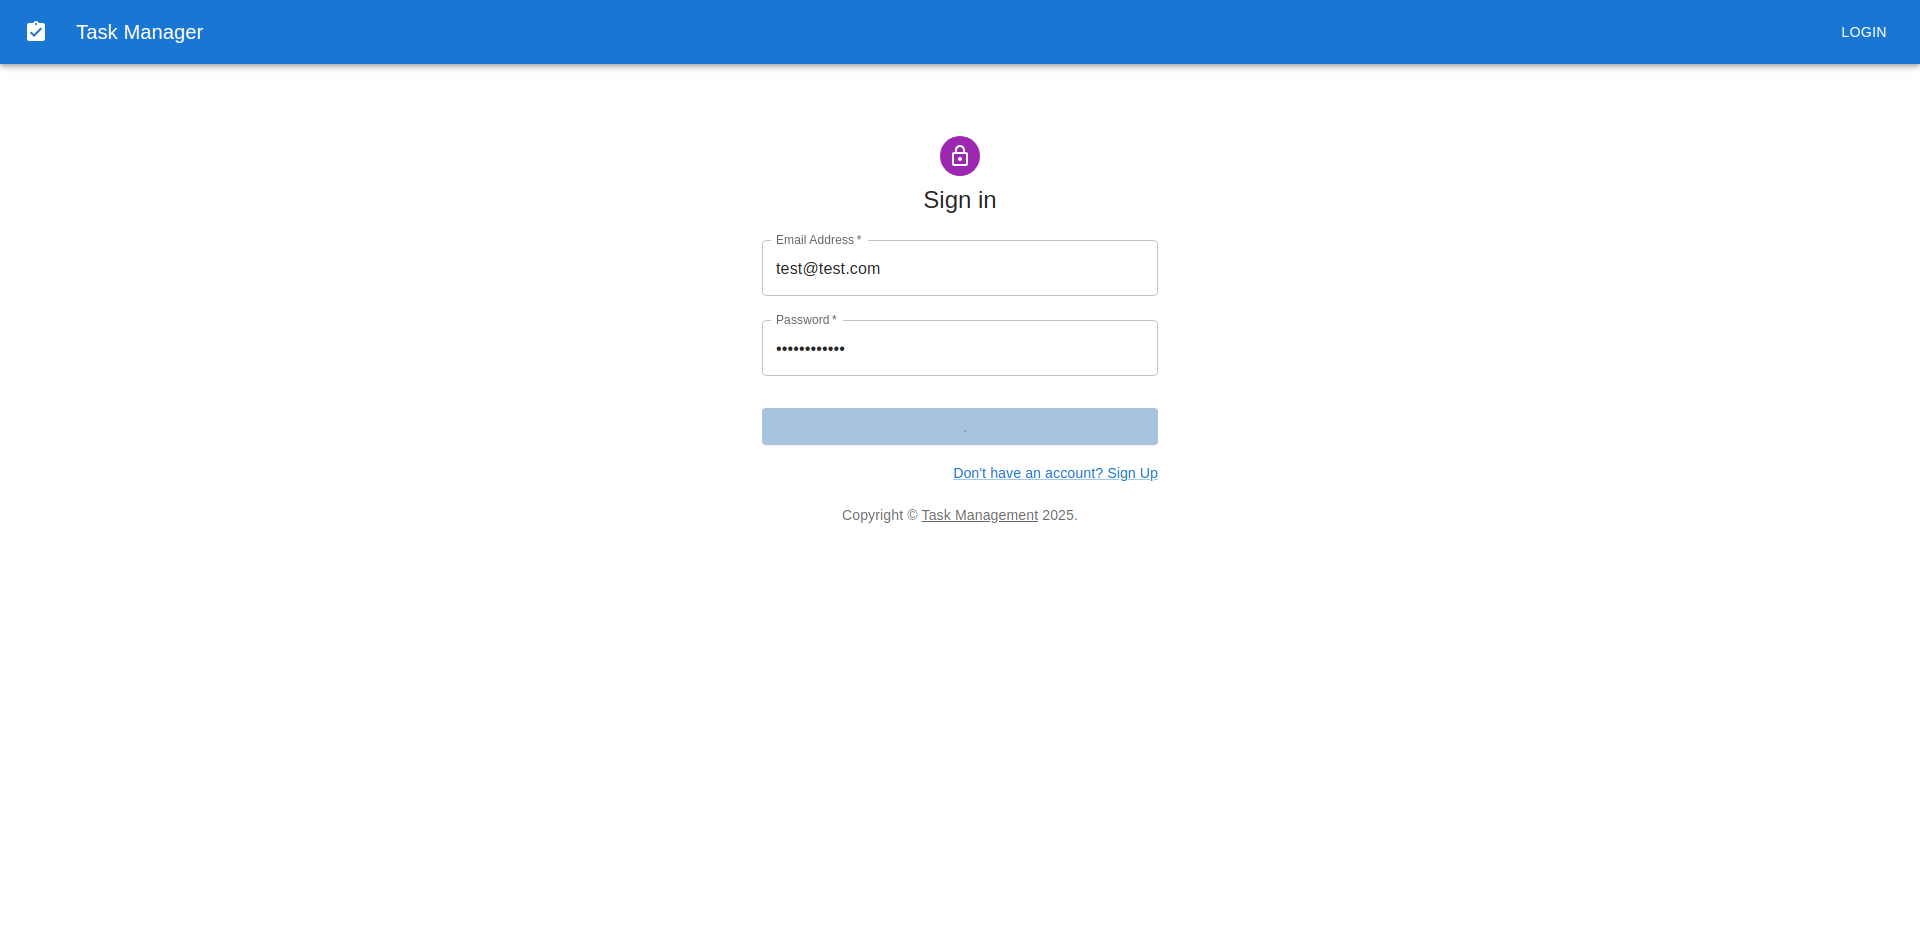 Task Manager
LOGIN
Sign in
Email Address *
test@test.com
Password *
••••••••••••
Don't have an account? Sign Up
Copyright © Task Management 2025.